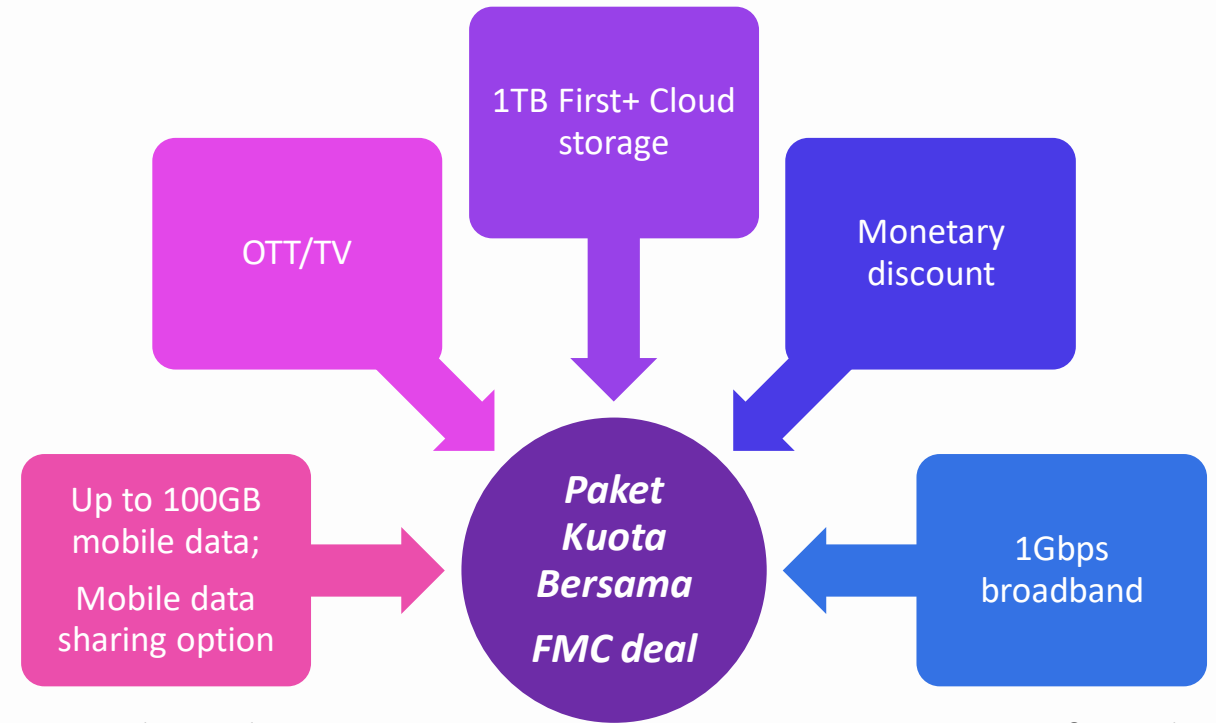 1TB First+ Cloud
storage
OTT/TV
Monetary
discount
Up to 100GB
mobile data;
Mobile data
sharing option
Paket
Kuota
Bersama
FMC deal
1Gbps
broadband